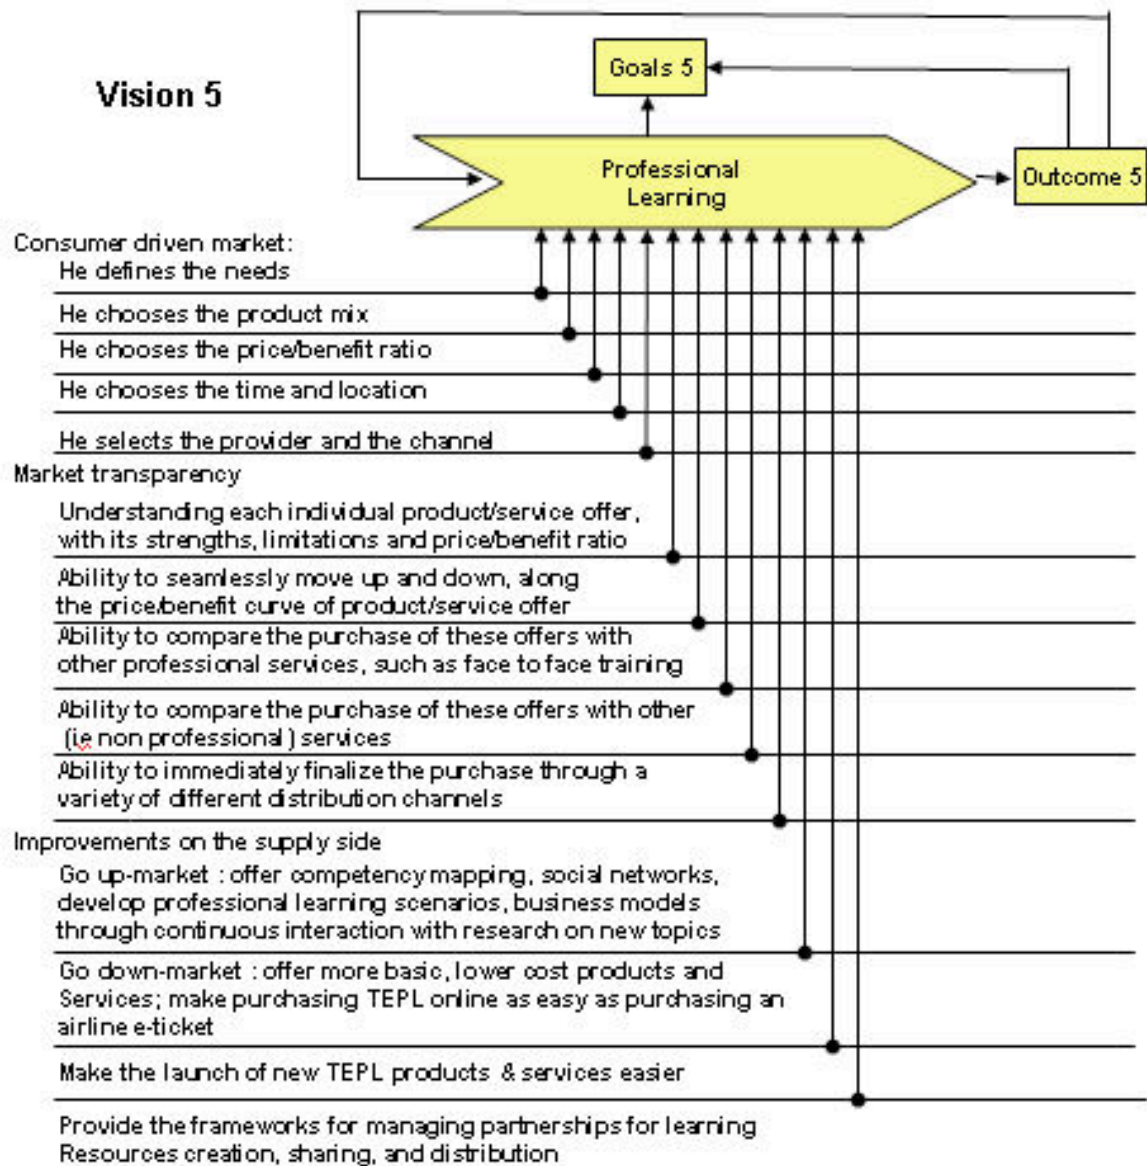 Goals 5
Vision 5
Professional
Learning
Outcome 5
Consumer driven market:
He defines the needs
He chooses the product mix
He chooses the price/benefit ratio
He chooses the time and location
He selects the provider and the channel
Market transparency
Understanding each individual product/service offer,
with its strengths, limitations and price/benefit ratio
Ability to seamlessly move up and down, along
the price/benefit curve of product/service offer
Ability to compare the purchase of these offers with
other professional services, such as face to face training
Ability to compare the purchase of these offers with other
(ie non professional) services
Ability to immediately finalize the purchase through a
variety of different distribution channels
Improvements on the supply side
Go up-market : offer competency mapping, social networks,
develop professional learning scenarios, business models
through continuous interaction with research on new topics
Go down-market : offer more basic, lower cost products and
Services; make purchasing TEPL online as easy as purchasing an
airline e-ticket
Make the launch of new TEPL products & services easier
Provide the frameworks for managing partnerships for learning
Resources creation, sharing, and distribution